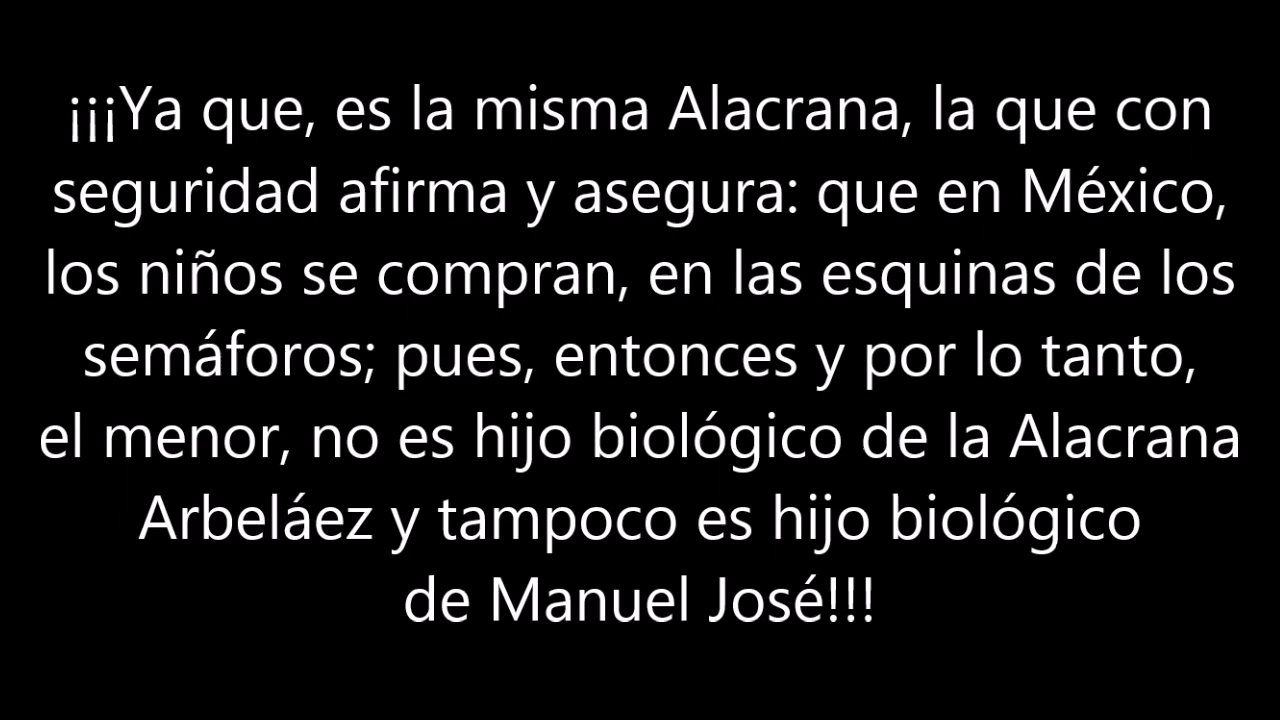 ¡¡¡Ya que, es la misma Alacrana, la que con
seguridad afirma y asegura: que en México,
los niños se compran, en las esquinas de los
semáforos; pues, entonces y por lo tanto,
el menor, no es hijo biológico de la Alacrana
Arbeláez y tampoco es hijo biológico
de Manuel José!!!